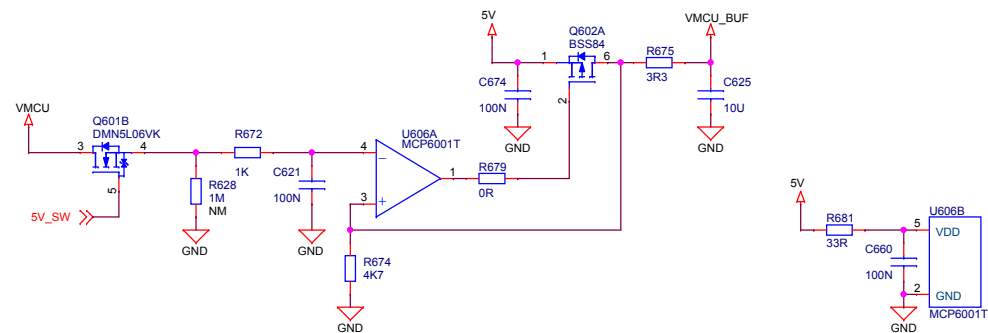 5V
Q602A
BSS84
VMCU_BUF
1
6
R675
3R3
C674
100N
2
C625
10U
GND
GND
VMCU
Q601B
DMN5L06VK
3
4
R672
1K
5
R628
1M
NM
C621
100N
5V_SW
GND
GND
U606A
MCP6001T
4
3
1
−
+
R679
0R
R674
4K7
GND
5V
R681
33R
C660
100N
GND
U606B
5
VDD
2
GND
MCP6001T